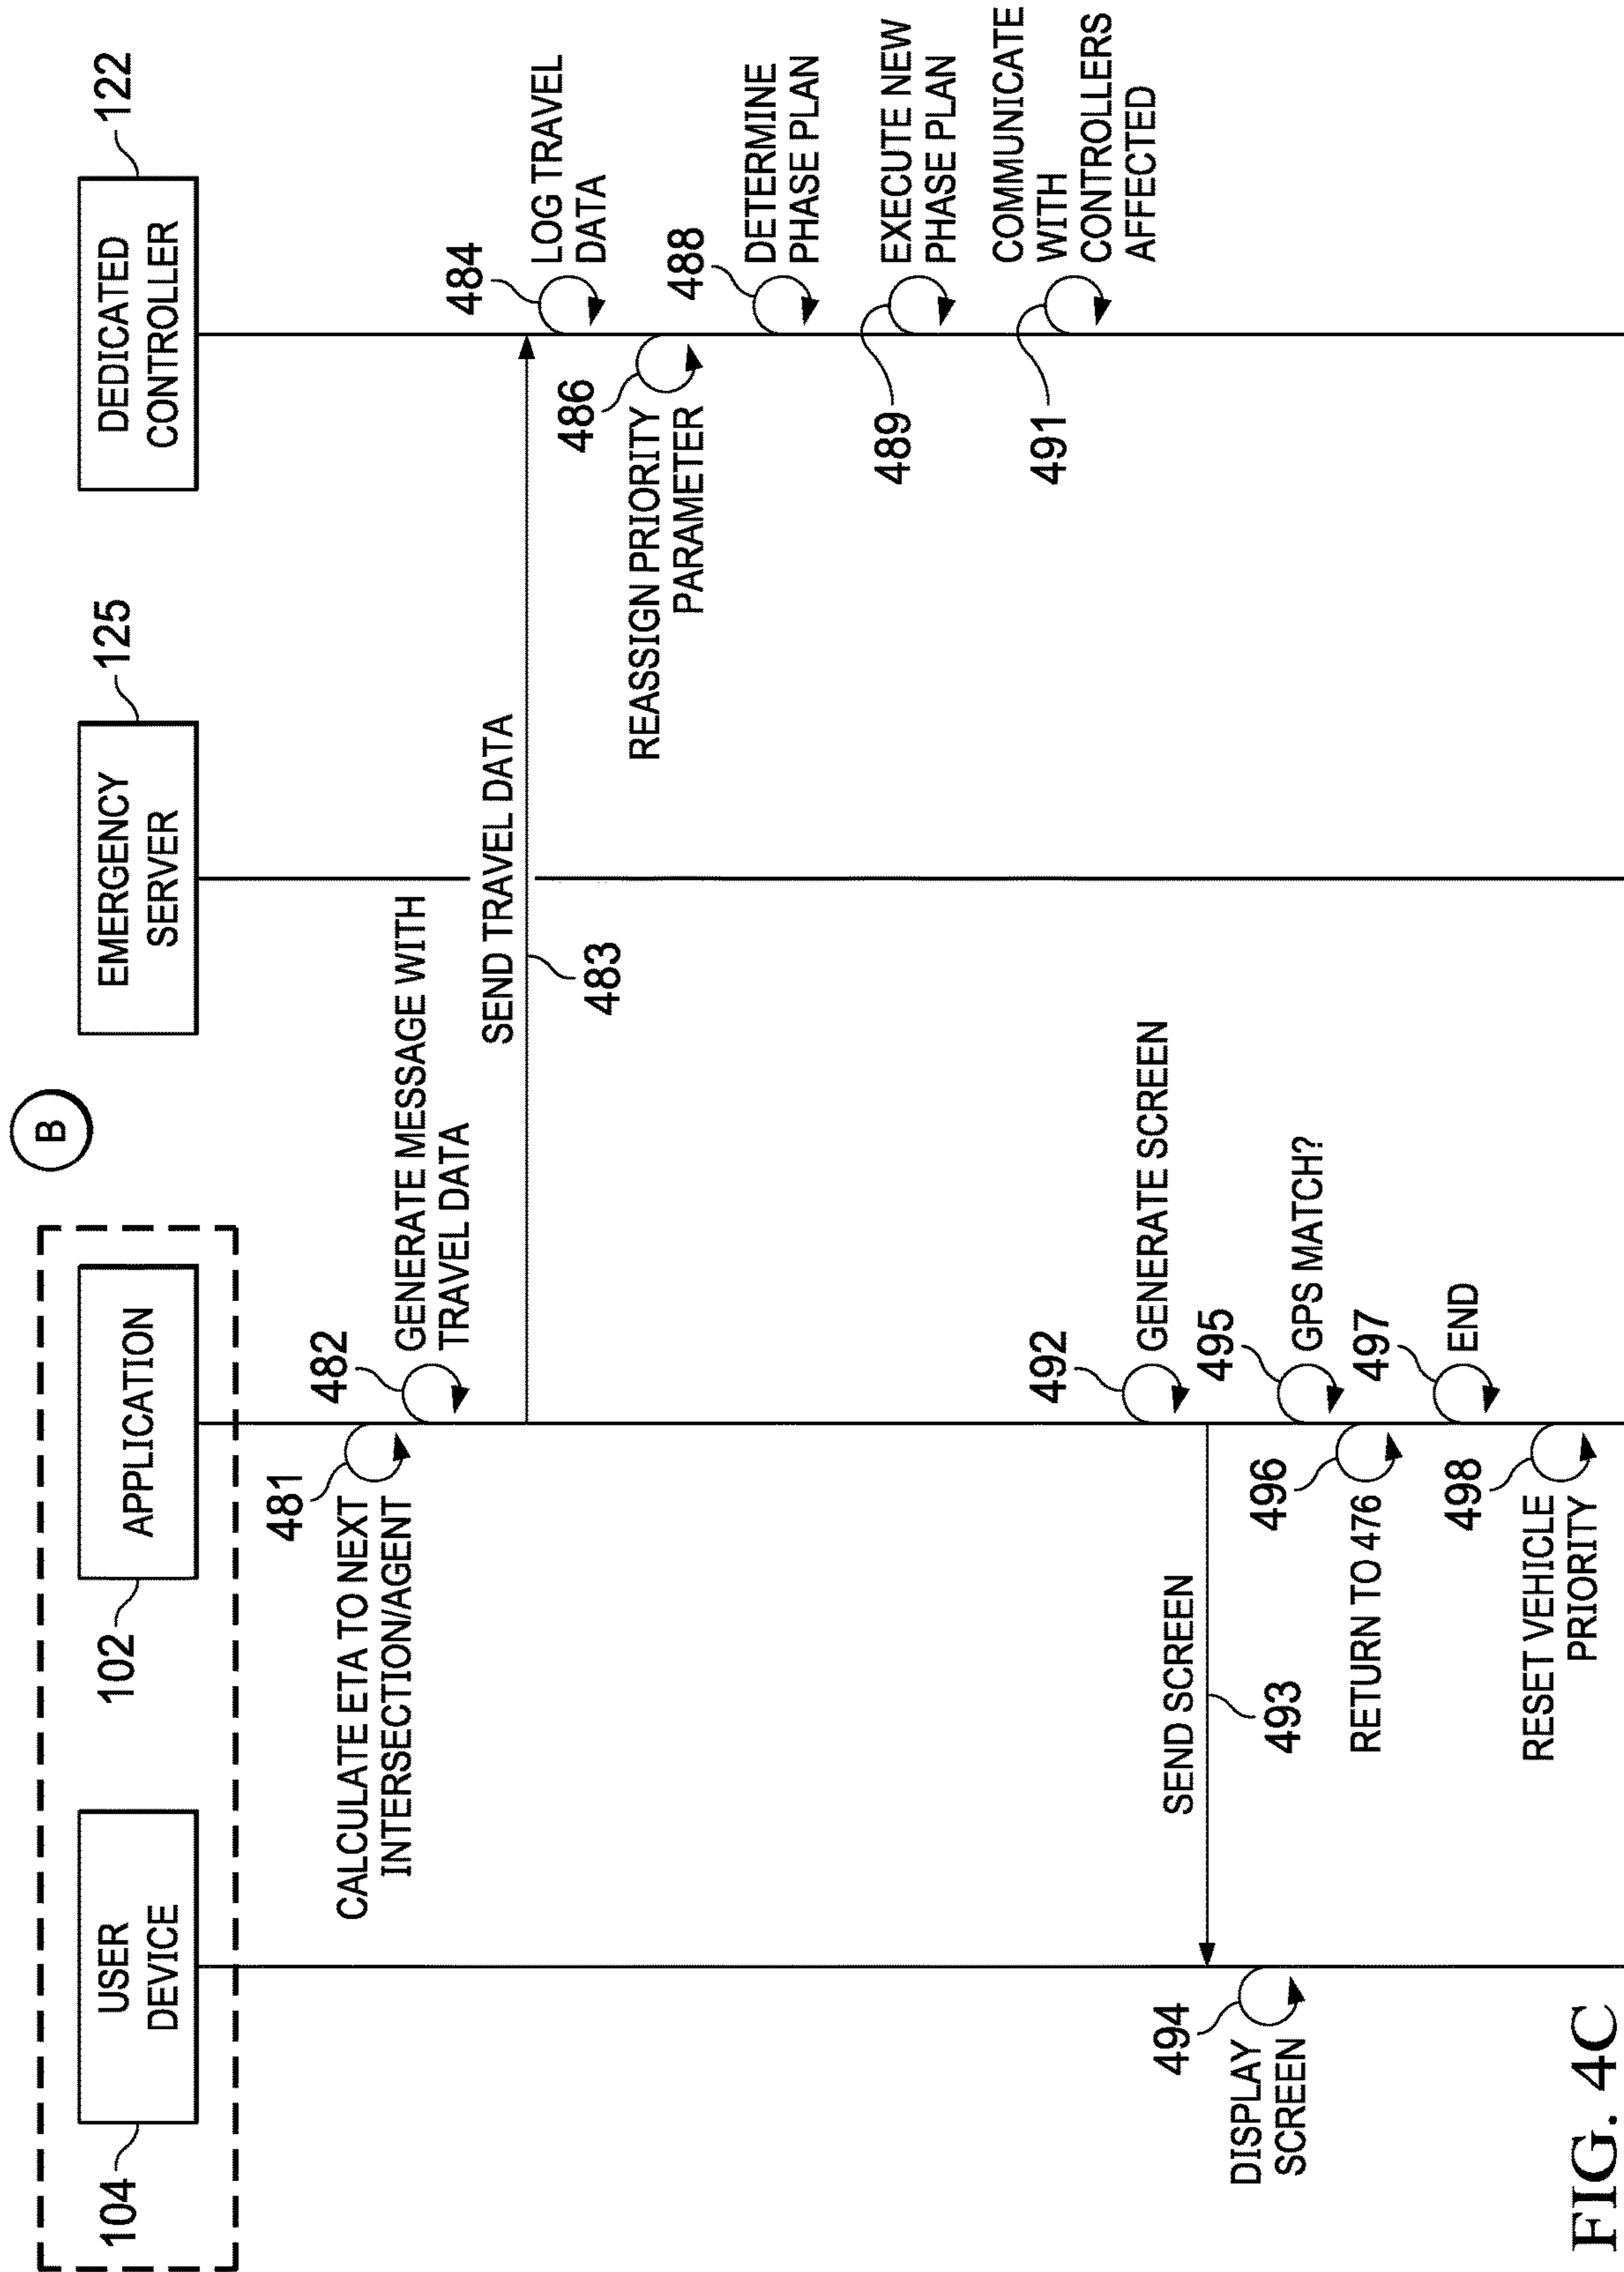 B
USER
DEVICE
104
APPLICATION
102
EMERGENCY
SERVER
125
DEDICATED
CONTROLLER
122
481
CALCULATE ETA TO NEXT
INTERSECTION/AGENT
482
GENERATE MESSAGE WITH
TRAVEL DATA
SEND TRAVEL DATA
483
484
LOG TRAVEL
DATA
486
REASSIGN PRIORITY
PARAMETER
488
DETERMINE
PHASE PLAN
489
EXECUTE NEW
PHASE PLAN
491
COMMUNICATE
WITH
CONTROLLERS
AFFECTED
492
GENERATE SCREEN
SEND SCREEN
493
494
DISPLAY
SCREEN
495
GPS MATCH?
496
RETURN TO 476
497
END
498
RESET VEHICLE
PRIORITY
FIG. 4C